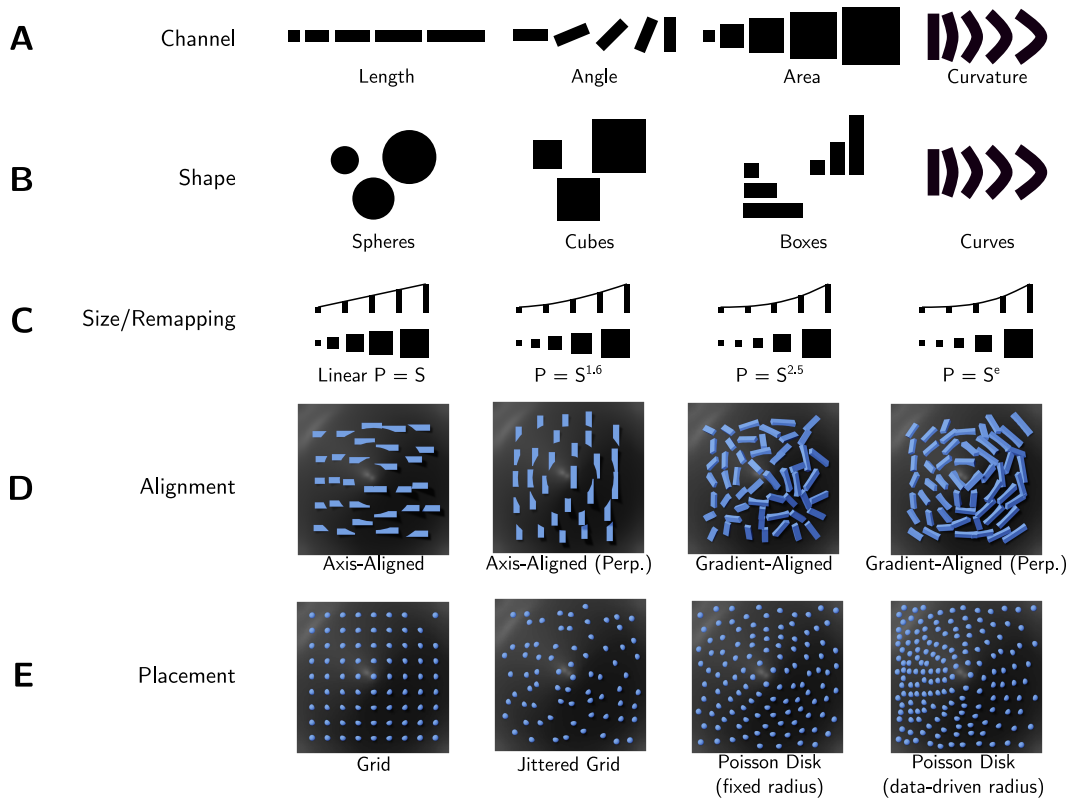 A Channel
Length Angle Area Curvature
B Shape
Spheres Cubes Boxes Curves
C Size/Remapping
Linear P = S P = S^1.6 P = S^2.5 P = S^e
D Alignment
Axis-Aligned Axis-Aligned (Perp.) Gradient-Aligned Gradient-Aligned (Perp.)
E Placement
Grid Jittered Grid Poisson Disk Poisson Disk
(fixed radius) (data-driven radius)